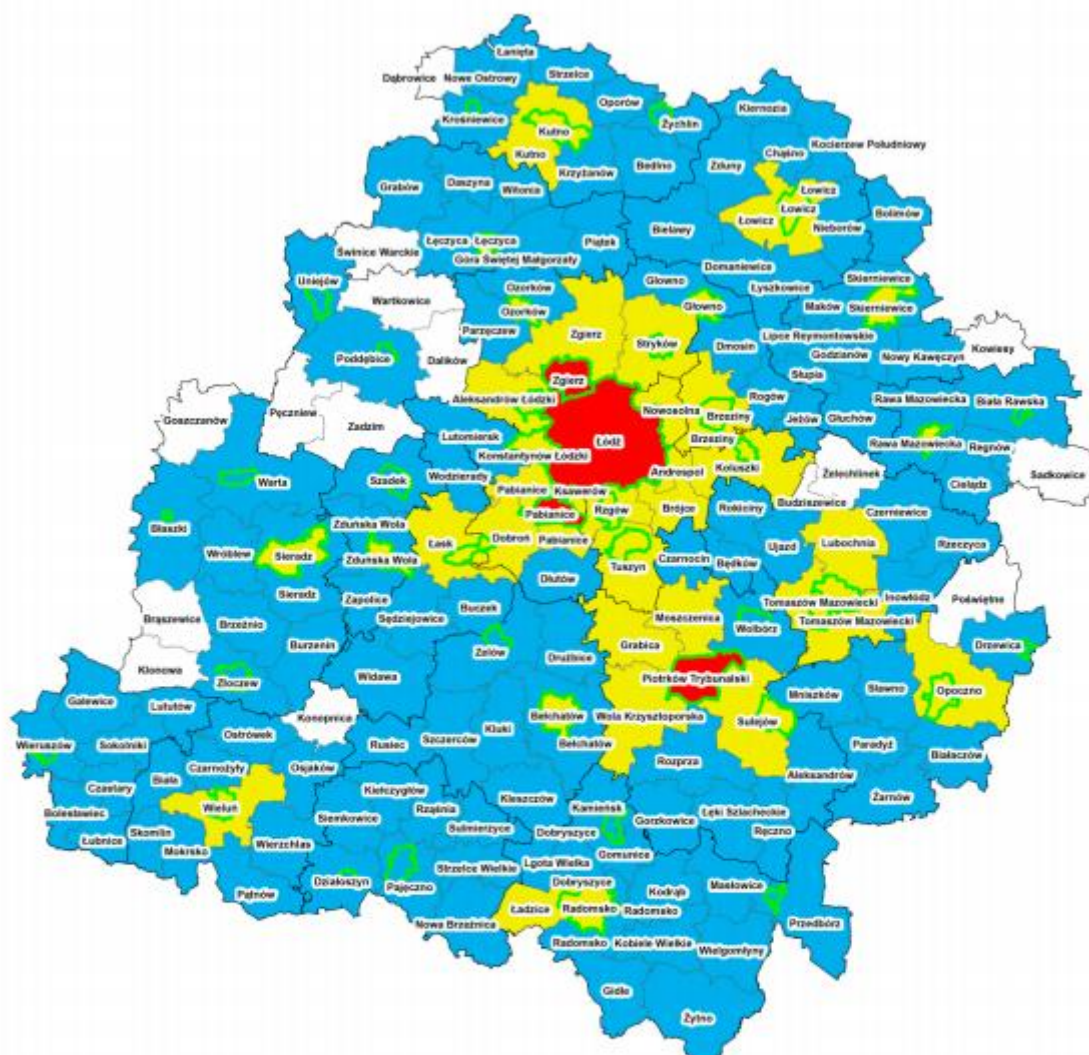 Łanięta
Dąbrowice
Nowe Ostrowy
Strzelce
Oporów
Kiernozia
Krośniewice
Żychlin
Kutno
Kocierzew Południowy
Kutno
Krzyżanów
Bedlno
Zduny
Chąśno
Grabów
Daszyna
Witonia
Łowicz
Łowicz
Łowicz
Bolimów
Nieborów
Bielawy
Łęczyca
Łęczyca
Piątek
Świnice Warckie
Góra Świętej Małgorzaty
Domaniewice
Uniejów
Ozorków
Głowno
Łyszkowice
Skierniewice
Wartkowice
Ozorków
Głowno
Maków
Skierniewice
Parzęczew
Zgierz
Stryków
Dmosin
Lipce Reymontowskie
Kowiesy
Poddębice
Dalików
Godzianów
Nowy Kawęczyn
Słupia
Zgierz
Rogów
Rawa Mazowiecka
Biała Rawska
Aleksandrów Łódzki
Nowosolna
Brzeziny
Jeżów
Głuchów
Goszczanów
Pęczniew
Zadzim
Lutomiersk
Łódź
Brzeziny
Rawa Mazowiecka
Regnów
Konstantynów Łódzki
Koluszki
Sadkowice
Wodzierady
Andrespol
Żelechlinek
Warta
Szadek
Pabianice
Ksawerów
Cielądz
Brójce
Rokiciny
Budziszewice
Czerniewice
Błaszki
Zduńska Wola
Pabianice
Rzgów
Wróblew
Sieradz
Łask
Dobroń
Pabianice
Ujazd
Lubochnia
Rzeczyca
Zduńska Wola
Tuszyn
Czarnocin
Będków
Dłutów
Sieradz
Zapolice
Buczek
Tomaszów Mazowiecki
Inowłódz
Poświętne
Brąszewice
Brzeźnio
Sędziejowice
Moszczenica
Wolbórz
Tomaszów Mazowiecki
Burzenin
Zelów
Drużbice
Grabica
Drzewica
Klonowa
Złoczew
Widawa
Piotrków Trybunalski
Sławno
Opoczno
Galewice
Lututów
Mniszków
Konopnica
Bełchatów
Wola Krzysztoporska
Sulejów
Ostrówek
Kluki
Wieruszów
Sokolniki
Rusiec
Szczerców
Bełchatów
Paradyż
Białaczów
Czarnożyły
Osjaków
Rozprza
Czastary
Biała
Aleksandrów
Kiełczygłów
Kleszczów
Żarnów
Bolesławiec
Wieluń
Siemkowice
Rząśnia
Kamieńsk
Gorzkowice
Łęki Szlacheckie
Łubnice
Skomlin
Sulmierzyce
Dobryszyce
Ręczno
Mokrsko
Wierzchlas
Gomunice
Pątnów
Działoszyn
Pajęczno
Strzelce Wielkie
Lgota Wielka
Dobryszyce
Kodrąb
Masłowice
Ładzice
Radomsko
Radomsko
Przedbórz
Nowa Brzeźnica
Radomsko
Kobiele Wielkie
Wielgomłyny
Gidle
Żytno